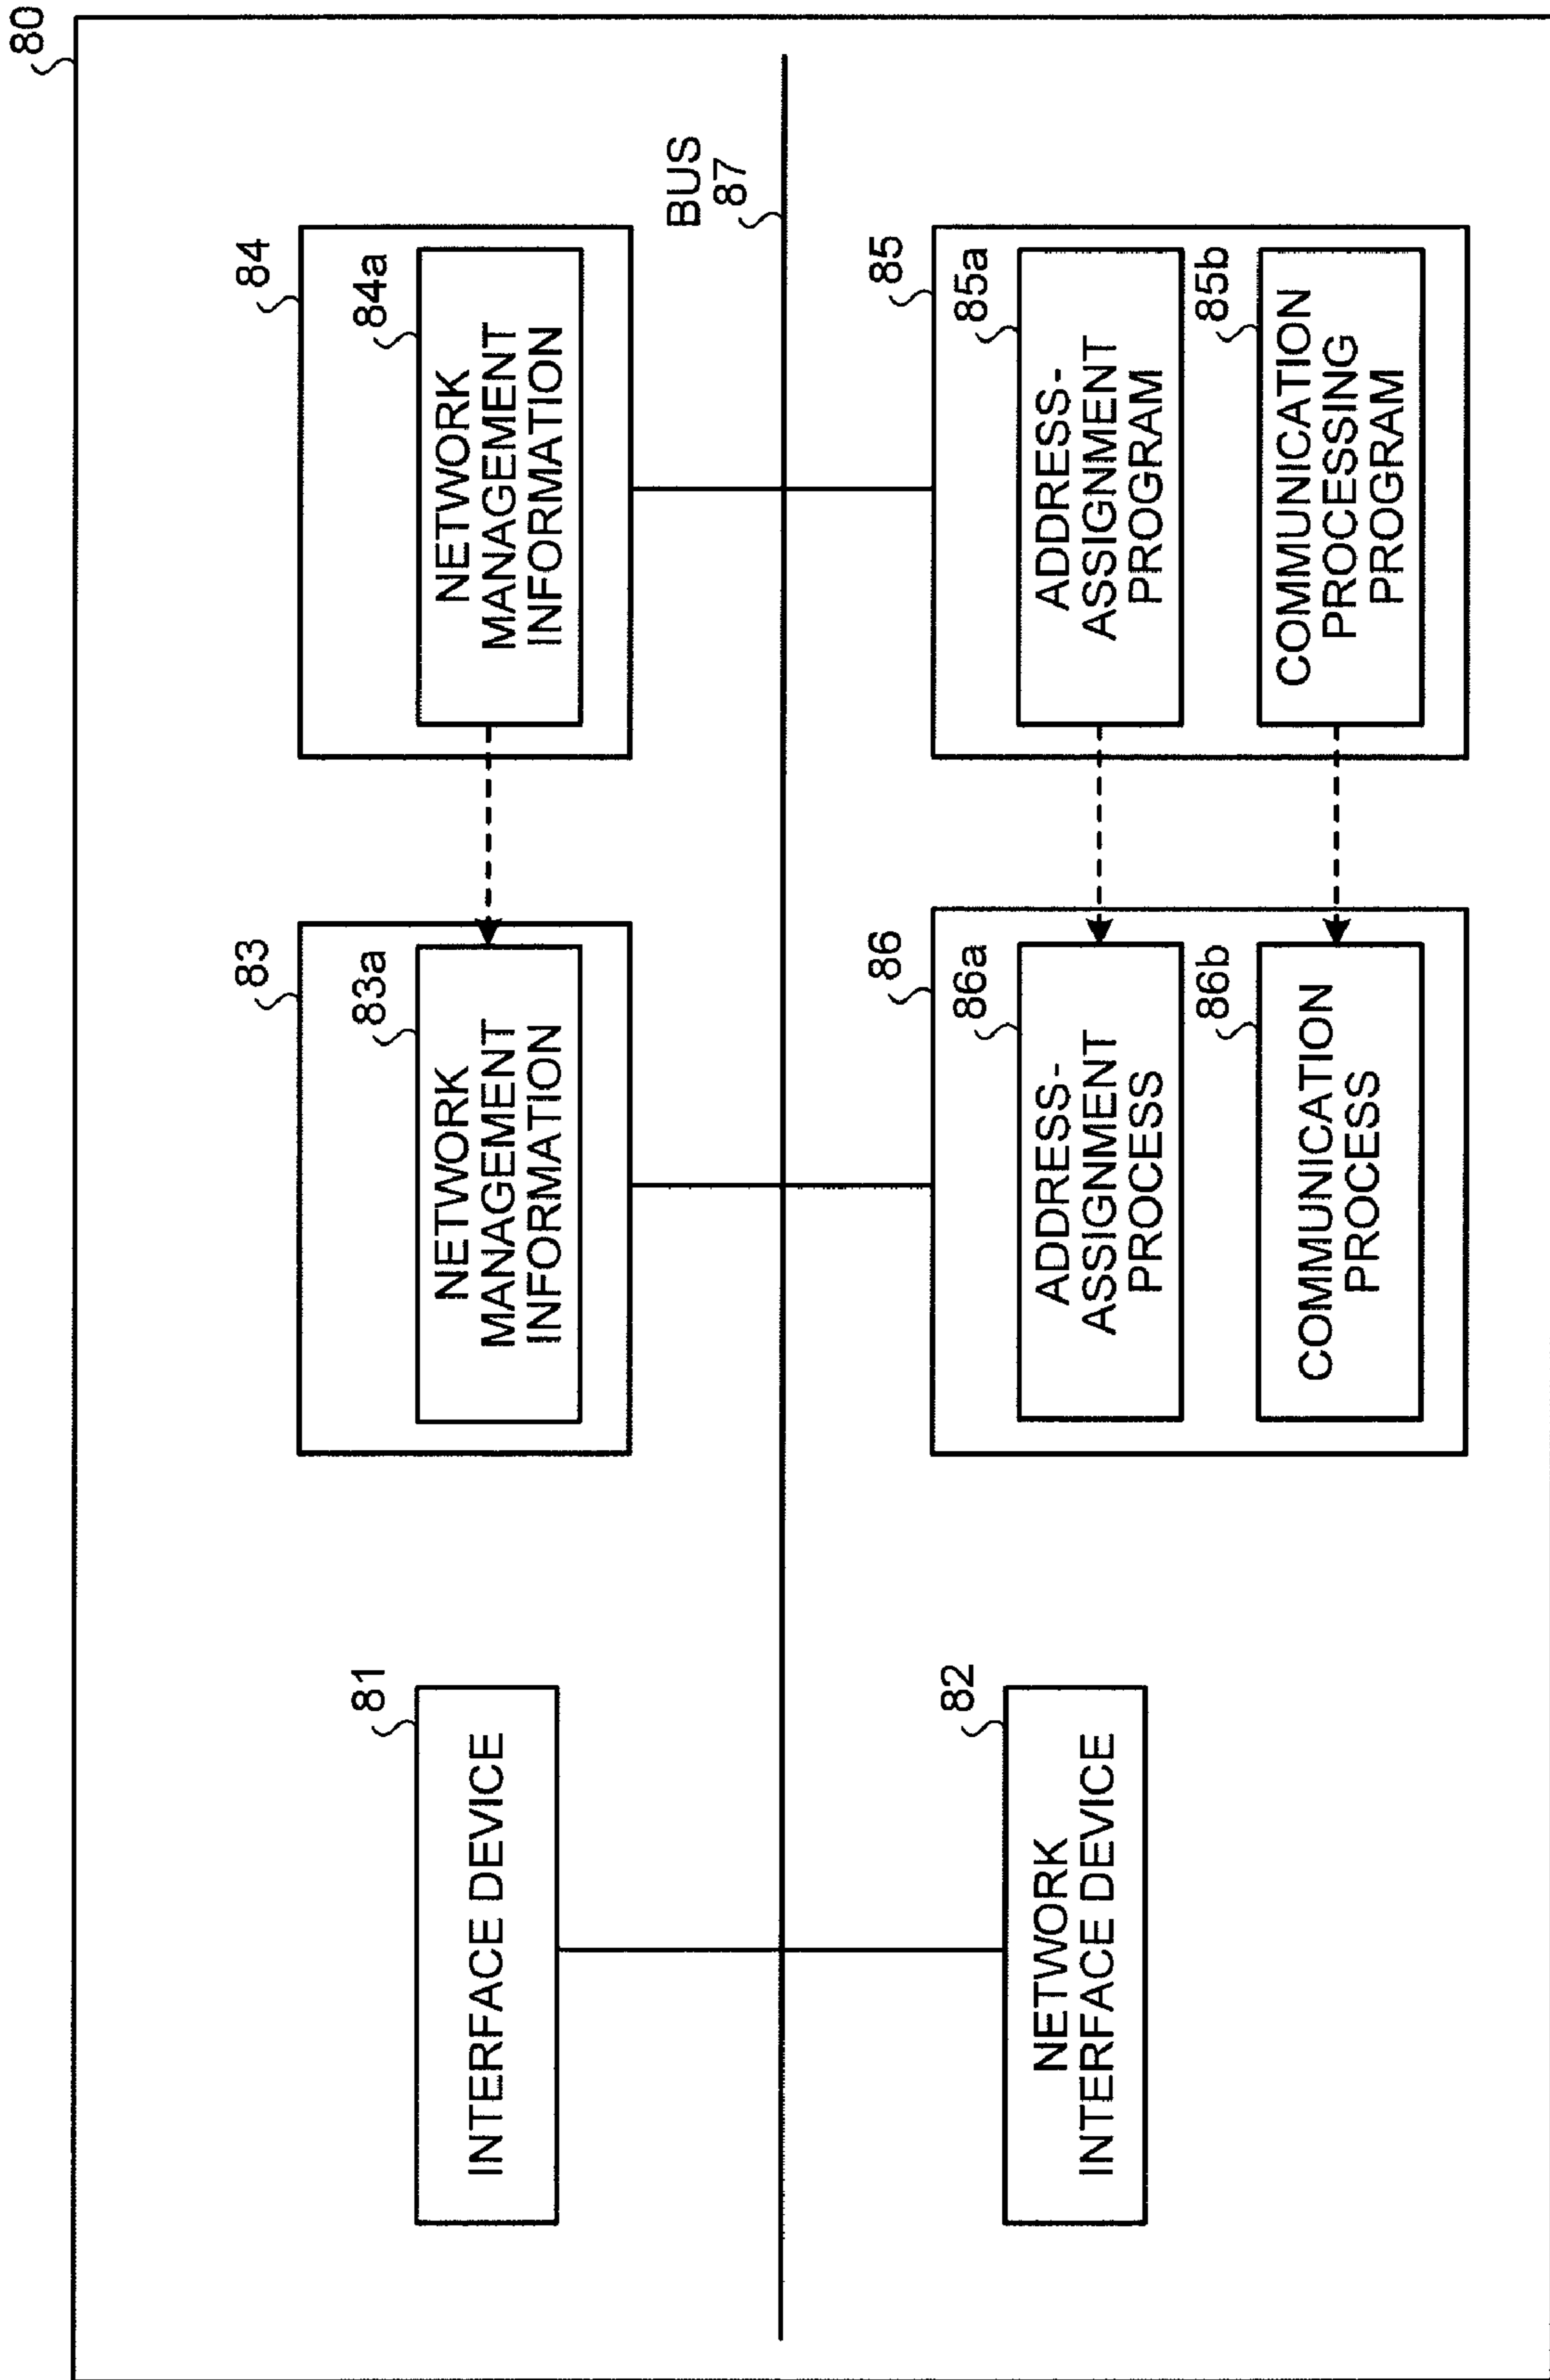 80
81
INTERFACE DEVICE
83
83a
NETWORK
MANAGEMENT
INFORMATION
84
84a
NETWORK
MANAGEMENT
INFORMATION
BUS
87
82
NETWORK
INTERFACE DEVICE
86
86a
ADDRESS-
ASSIGNMENT
PROCESS
86b
COMMUNICATION
PROCESS
85
85a
ADDRESS-
ASSIGNMENT
PROGRAM
85b
COMMUNICATION
PROCESSING
PROGRAM